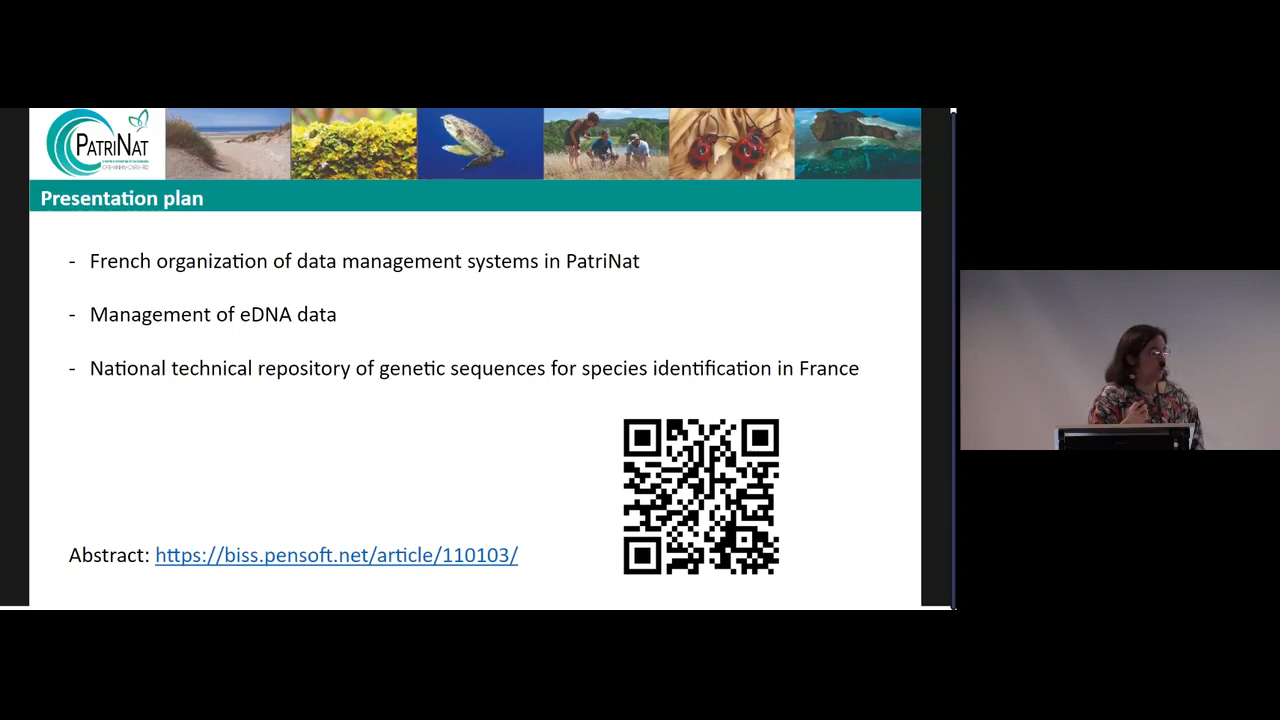 PATRINAT
Presentation plan
- French organization of data management systems in PatriNat
- Management of eDNA data
- National technical repository of genetic sequences for species identification in France
Abstract: https://biss.pensoft.net/article/110103/